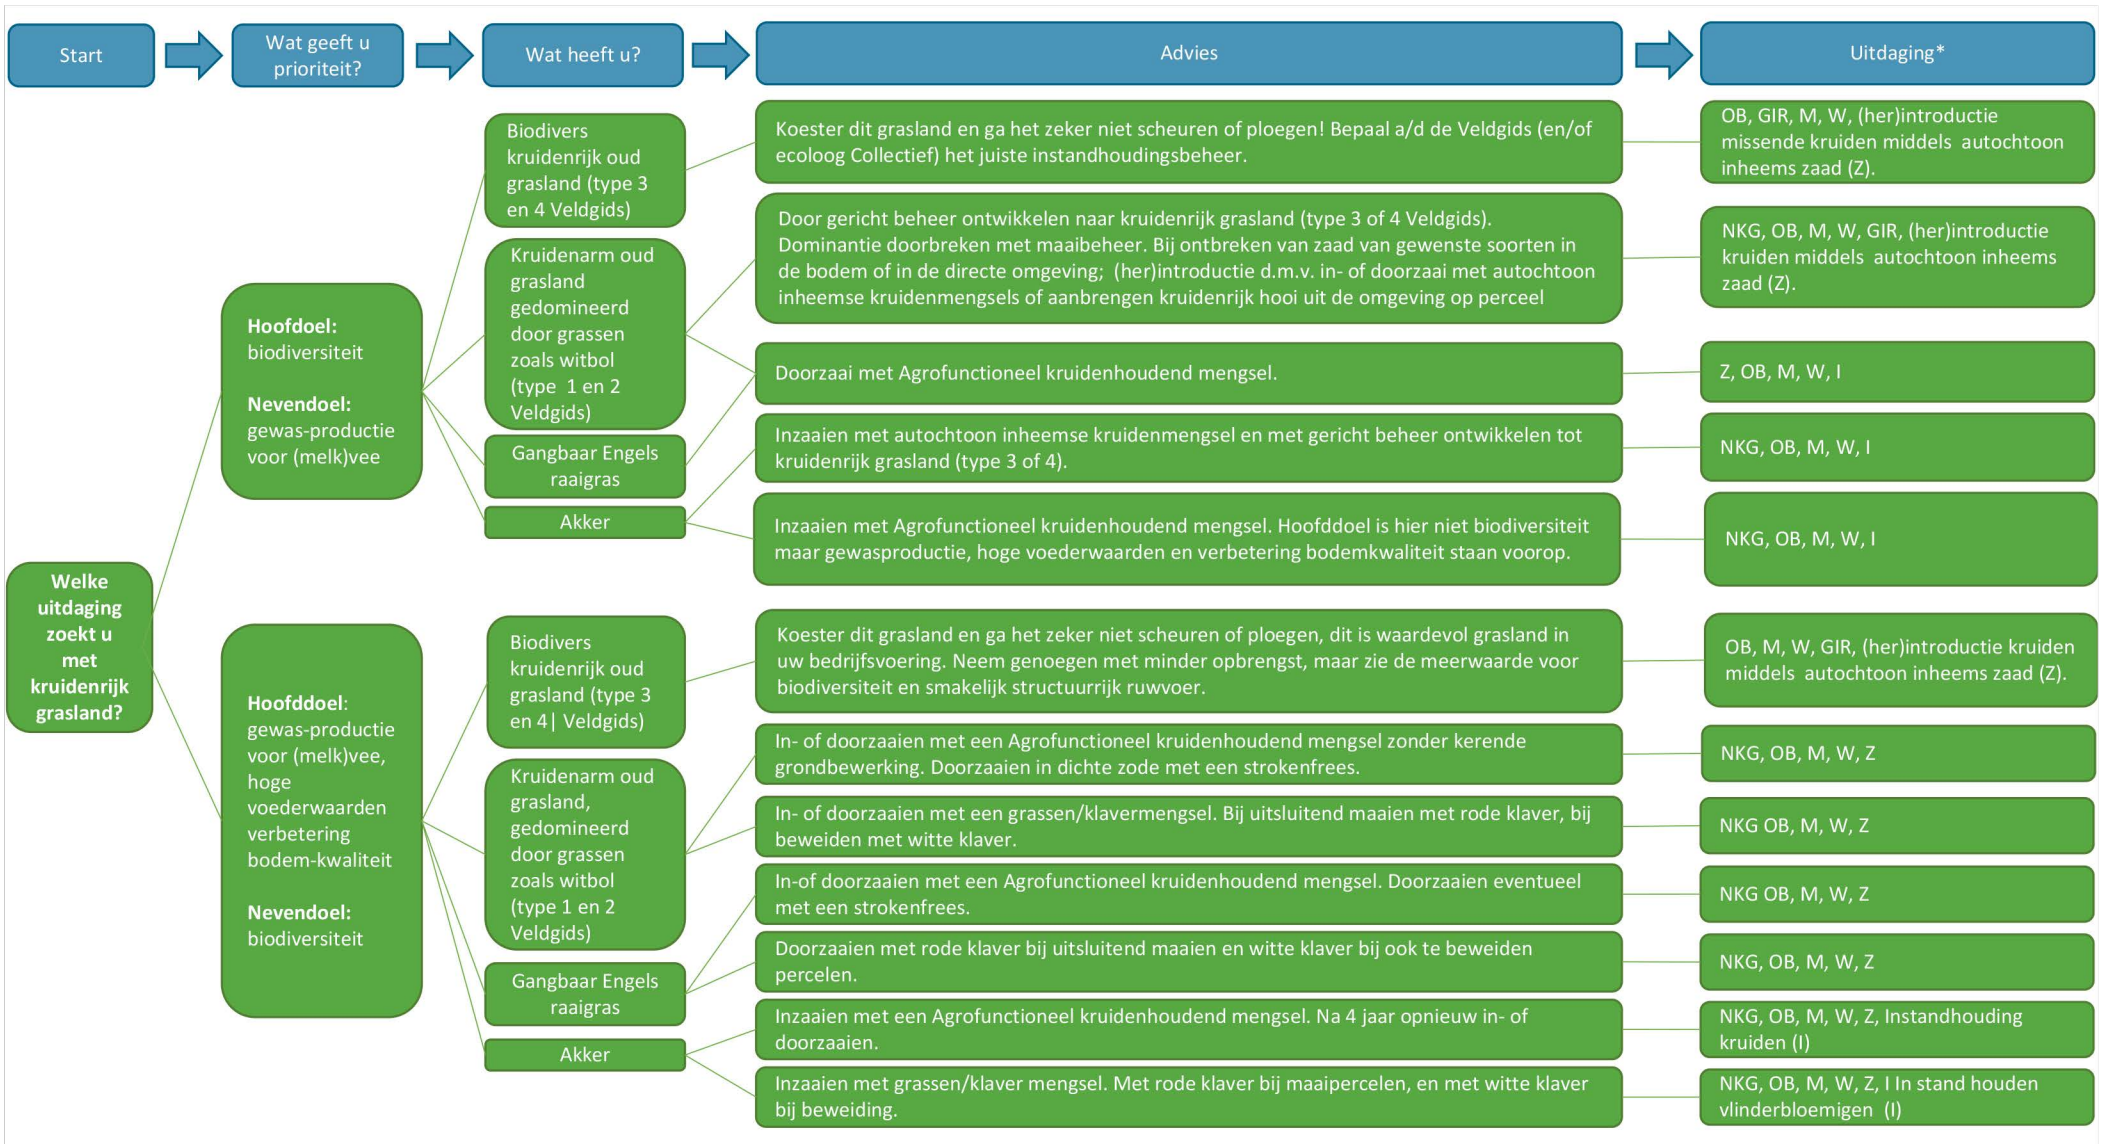 Start
Wat geeft u
prioriteit?
Wat heeft u?
Advies
Uitdaging*
Welke
uitdaging
zoekt u
met
kruidenrijk
grasland?
Hoofdoel:
biodiversiteit
Nevendoel:
gewas-productie
voor (melk)vee
Biodivers
kruidenrijk oud
grasland (type 3
en 4 Veldgids)
Koester dit grasland en ga het zeker niet scheuren of ploegen! Bepaal a/d de Veldgids (en/of
ecoloog Collectief) het juiste instandhoudingsbeheer.
OB, GIR, M, W, (her)introductie
missende kruiden middels  autochtoon
inheems zaad (Z).
Kruidenarm oud
grasland
gedomineerd
door grassen
zoals witbol
(type  1 en 2
Veldgids)
Door gericht beheer ontwikkelen naar kruidenrijk grasland (type 3 of 4 Veldgids).
Dominantie doorbreken met maaibeheer. Bij ontbreken van zaad van gewenste soorten in
de bodem of in de directe omgeving;  (her)introductie d.m.v. in- of doorzaai met autochtoon
inheemse kruidenmengsels of aanbrengen kruidenrijk hooi uit de omgeving op perceel
NKG, OB, M, W, GIR, (her)introductie
kruiden middels  autochtoon inheems
zaad (Z).
Doorzaai met Agrofunctioneel kruidenhoudend mengsel.
Z, OB, M, W, I
Gangbaar Engels
raaigras
Inzaaien met autochtoon inheemse kruidenmengsel en met gericht beheer ontwikkelen tot
kruidenrijk grasland (type 3 of 4).
NKG, OB, M, W, I
Akker
Inzaaien met Agrofunctioneel kruidenhoudend mengsel. Hoofddoel is hier niet biodiversiteit
maar gewasproductie, hoge voederwaarden en verbetering bodemkwaliteit staan voorop.
NKG, OB, M, W, I
Hoofddoel:
gewas-productie
voor (melk)vee,
hoge
voederwaarden
verbetering
bodem-kwaliteit
Nevendoel:
biodiversiteit
Biodivers
kruidenrijk oud
grasland (type 3
en 4| Veldgids)
Koester dit grasland en ga het zeker niet scheuren of ploegen, dit is waardevol grasland in
uw bedrijfsvoering. Neem genoegen met minder opbrengst, maar zie de meerwaarde voor
biodiversiteit en smakelijk structuurrijk ruwvoer.
OB, M, W, GIR, (her)introductie kruiden
middels  autochtoon inheems zaad (Z).
Kruidenarm oud
grasland,
gedomineerd
door grassen
zoals witbol
(type 1 en 2
Veldgids)
In- of doorzaaien met een Agrofunctioneel kruidenhoudend mengsel zonder kerende
grondbewerking. Doorzaaien in dichte zode met een strokenfrees.
NKG, OB, M, W, Z
In- of doorzaaien met een grassen/klavermengsel. Bij uitsluitend maaien met rode klaver, bij
beweiden met witte klaver.
NKG OB, M, W, Z
Gangbaar Engels
raaigras
In-of doorzaaien met een Agrofunctioneel kruidenhoudend mengsel. Doorzaaien eventueel
met een strokenfrees.
NKG OB, M, W, Z
Doorzaaien met rode klaver bij uitsluitend maaien en witte klaver bij ook te beweiden
percelen.
NKG, OB, M, W, Z
Akker
Inzaaien met een Agrofunctioneel kruidenhoudend mengsel. Na 4 jaar opnieuw in- of
doorzaaien.
NKG, OB, M, W, Z, Instandhouding
kruiden (I)
Inzaaien met grassen/klaver mengsel. Met rode klaver bij maaipercelen, en met witte klaver
bij beweiding.
NKG, OB, M, W, Z, I In stand houden
vlinderbloemigen  (I)